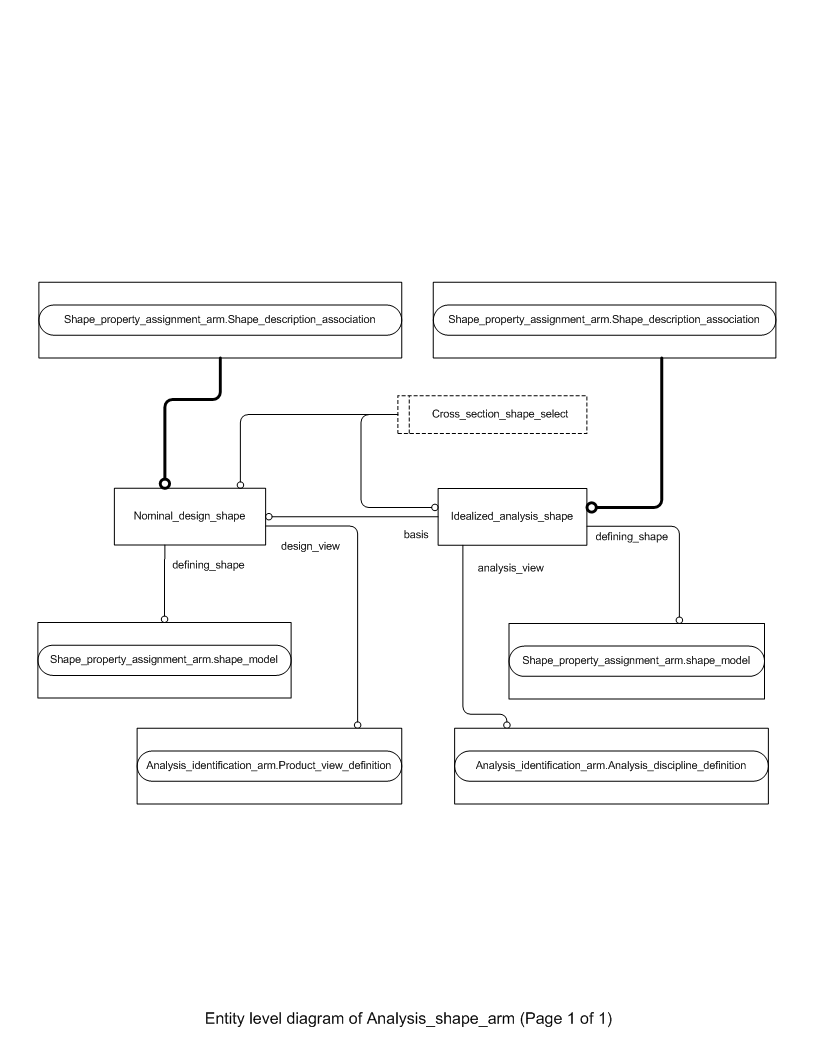 Shape_property_assignment_arm.Shape_description_association
Shape_property_assignment_arm.Shape_description_association
Cross_section_shape_select
Nominal_design_shape
Idealized_analysis_shape
basis
design_view
defining_shape
defining_shape
analysis_view
Shape_property_assignment_arm.shape_model
Shape_property_assignment_arm.shape_model
Analysis_identification_arm.Product_view_definition
Analysis_identification_arm.Analysis_discipline_definition
Entity level diagram of Analysis_shape_arm (Page 1 of 1)